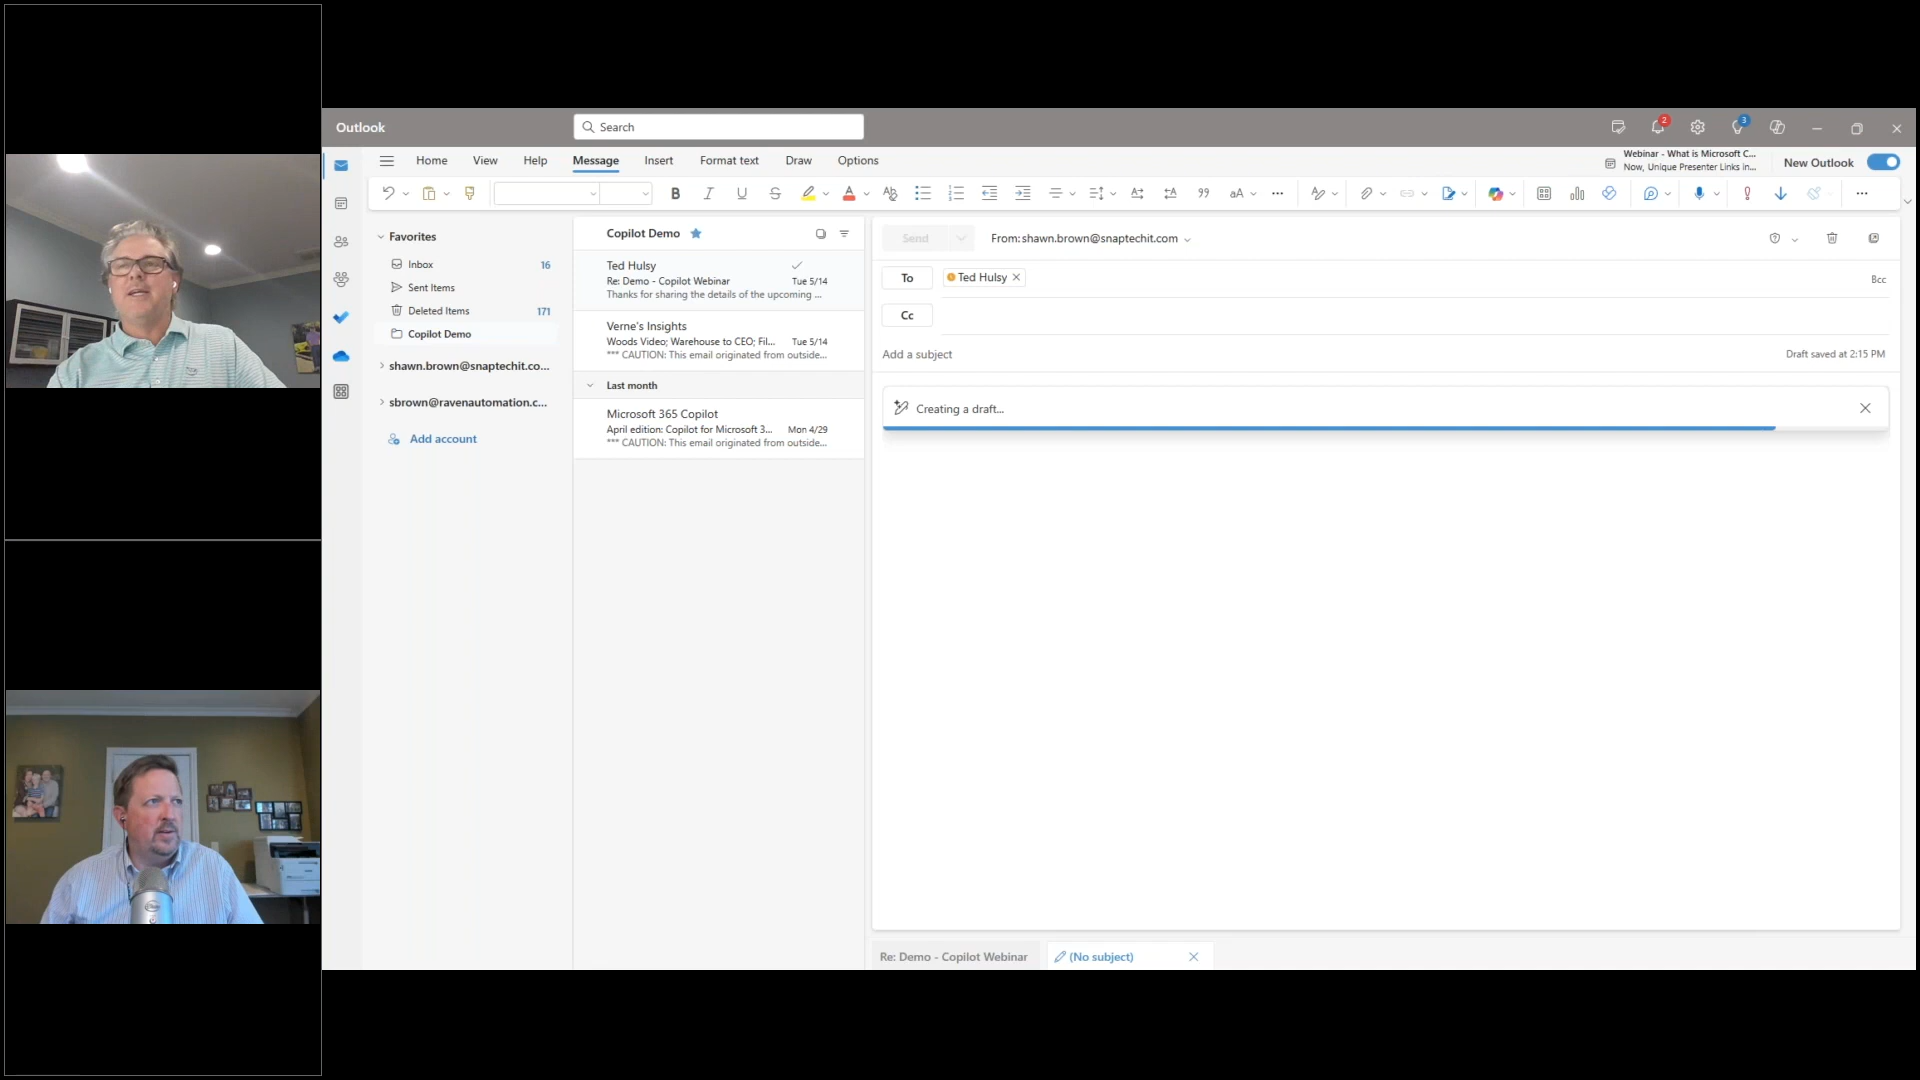 Outlook
Search
2
3
Home View Help Message Insert Format text Draw Options
Webinar - What is Microsoft C...
Now, Unique Presenter Links in...
New Outlook
Favorites
Inbox 16
Sent Items
Deleted Items 171
Copilot Demo
shawn.brown@snaptechit.co...
sbrown@ravenautomation.c...
Add account
Copilot Demo
Ted Hulsy
Re: Demo - Copilot Webinar Tue 5/14
Thanks for sharing the details of the upcoming ...
Verne's Insights
Woods Video; Warehouse to CEO; Fil... Tue 5/14
*** CAUTION: This email originated from outside...
Last month
Microsoft 365 Copilot
April edition: Copilot for Microsoft 3... Mon 4/29
*** CAUTION: This email originated from outside...
Send
From: shawn.brown@snaptechit.com
To Ted Hulsy Bcc
Cc
Add a subject Draft saved at 2:15 PM
Creating a draft...
Re: Demo - Copilot Webinar
(No subject)